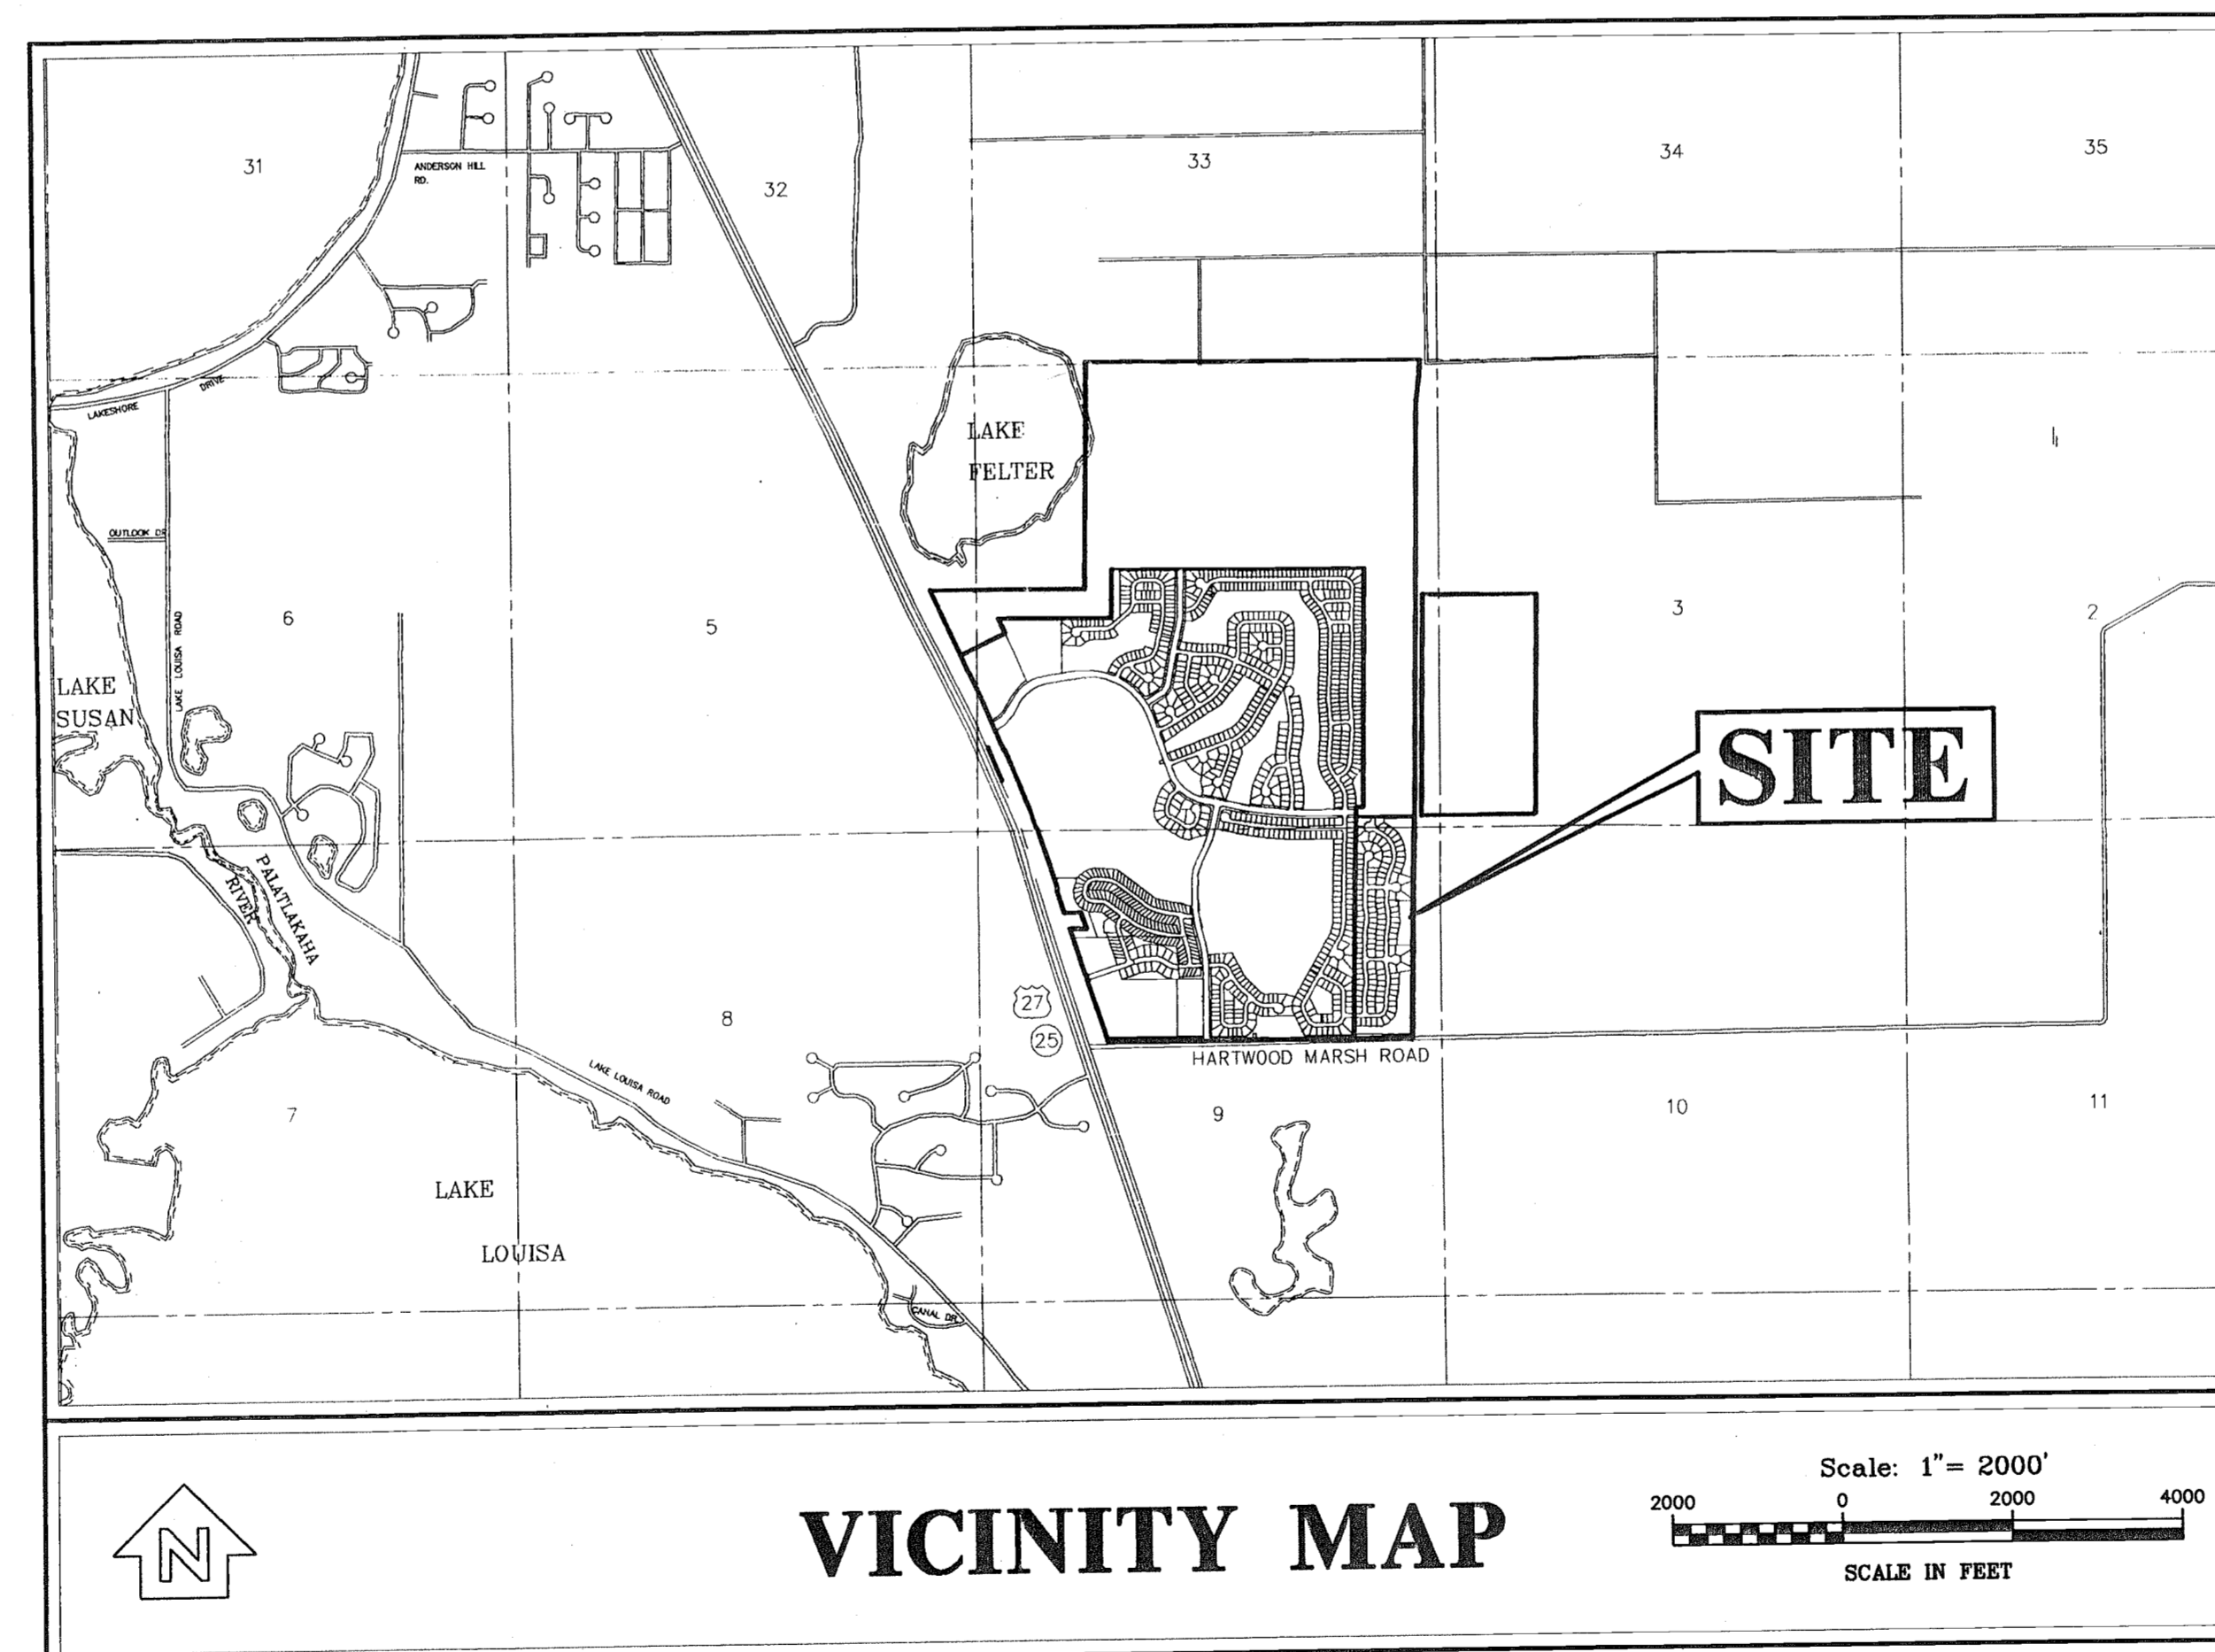 31
32
33
34
35
ANDERSON HILL
RD.
LAKESHORE
DRIVE
LAKE
FELTER
4
OUTLOOK DR
LAKE LOUISA ROAD
6
5
3
2
LAKE
SUSAN
SITE
PALATLAKAHA
RIVER
27
25
8
HARTWOOD MARSH ROAD
LAKE LOUISA ROAD
7
9
10
11
LAKE
LOUISA
CANAL DR.
N
VICINITY MAP
Scale: 1"= 2000'
2000 0 2000 4000
SCALE IN FEET